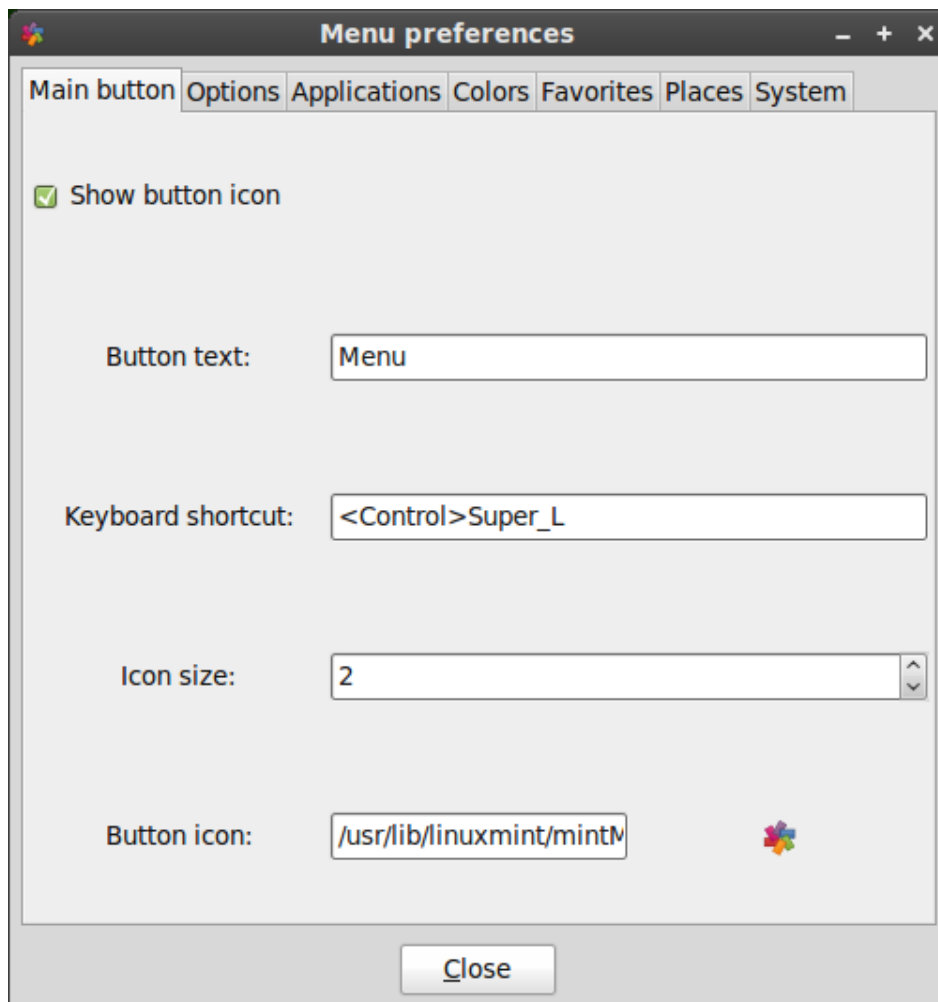 Menu preferences
Main button Options Applications Colors Favorites Places System
Show button icon
Button text: Menu
Keyboard shortcut: <Control>Super_L
Icon size: 2
Button icon: /usr/lib/linuxmint/mintM
Close